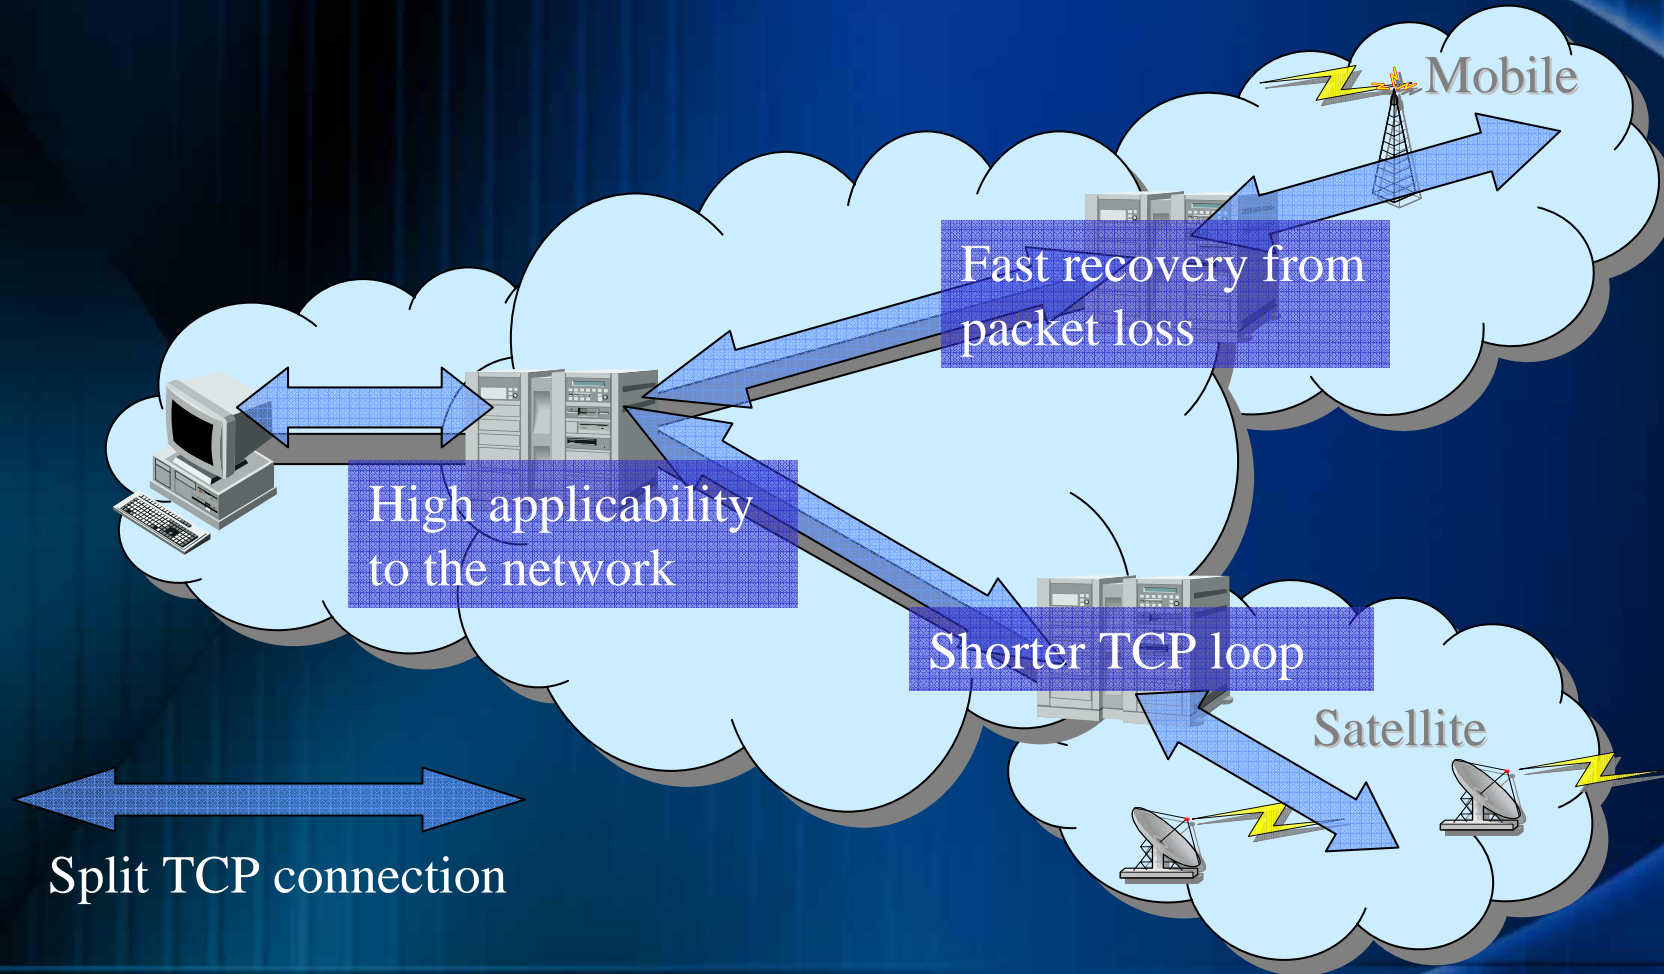 Mobile
Fast recovery from
packet loss
High applicability
to the network
Shorter TCP loop
Satellite
Split TCP connection